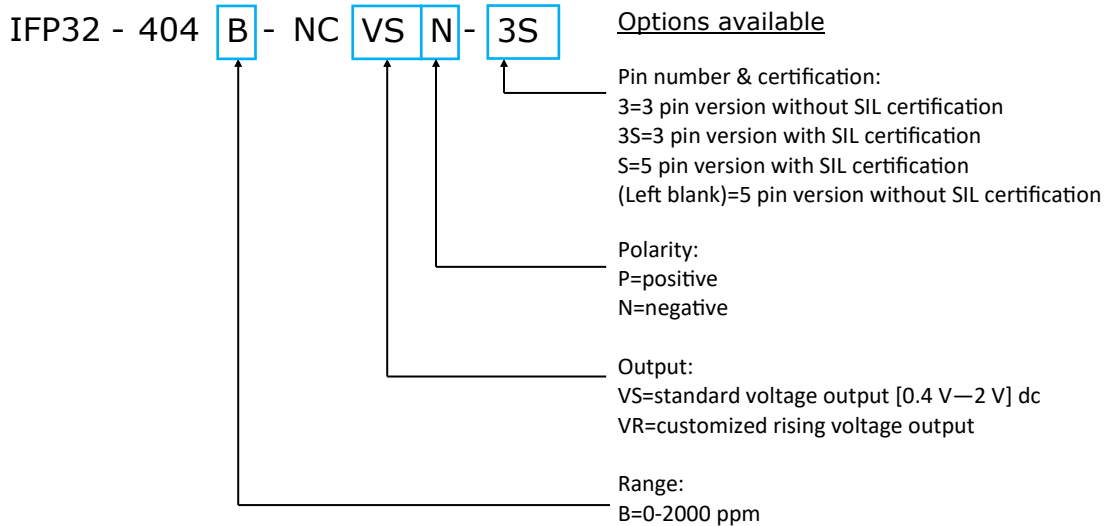 IFP32 - 404 B - NC VS N - 3S
Options available
Pin number & certification:
3=3 pin version without SIL certification
3S=3 pin version with SIL certification
S=5 pin version with SIL certification
(Left blank)=5 pin version without SIL certification
Polarity:
P=positive
N=negative
Output:
VS=standard voltage output [0.4 V—2 V] dc
VR=customized rising voltage output
Range:
B=0-2000 ppm